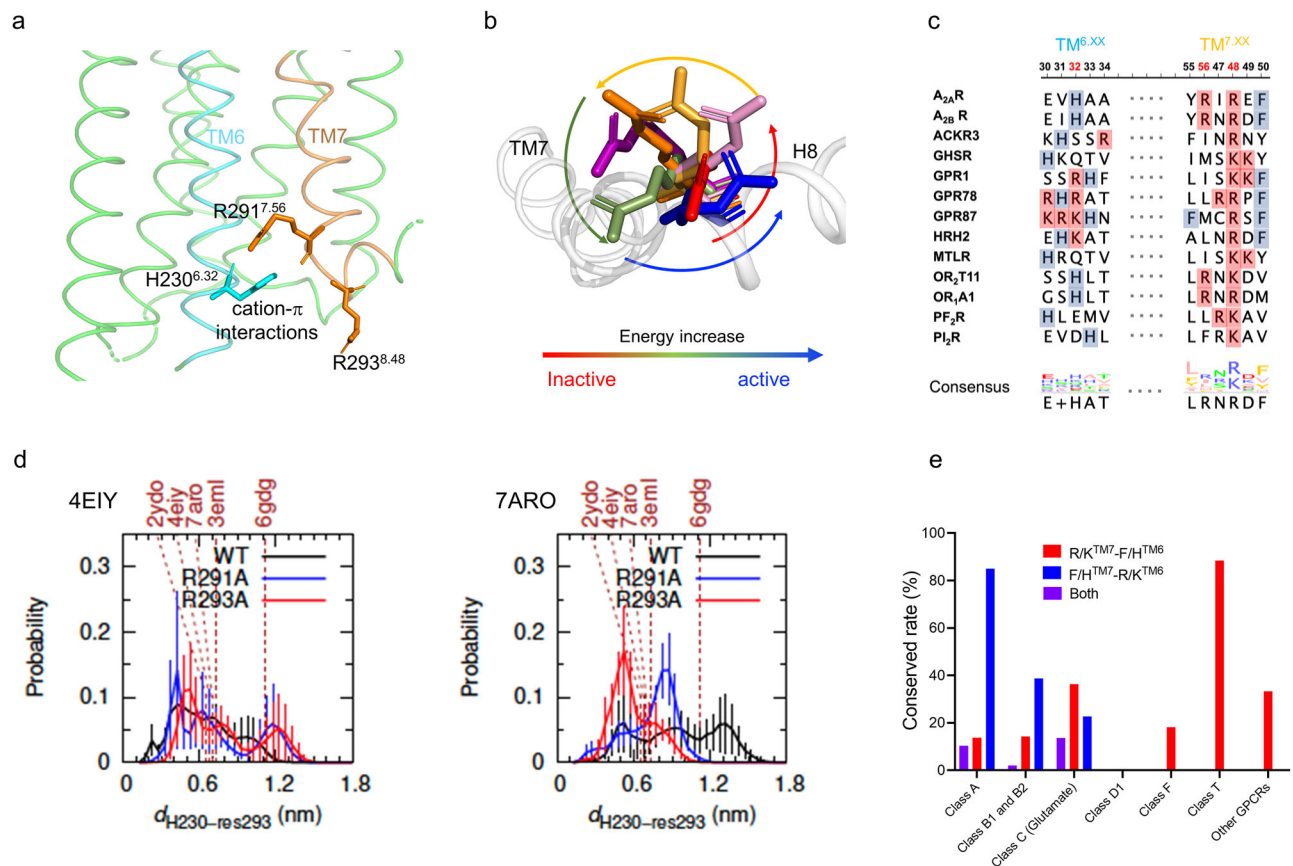 a
TM6
TM7
R291^7.56
H230^6.32
cation-π
interactions
R293^8.48
b
TM7
H8
Energy increase
Inactive
active
c
TM^6.XX
TM^7.XX
30 31 32 33 34
55 56 47 48 49 50
A₂AR E V H A A .... Y R I R E F
A₂B R E I H A A .... Y R N R D F
ACKR3 K H S S R .... F I N R N Y
GHSR H K Q T V .... I M S K K Y
GPR1 S S R H F .... L I S K K F
GPR78 R H R A T .... L L R R P F
GPR87 K R K H N .... F M C R S F
HRH2 E H K A T .... A L N R D F
MTLR H R Q T V .... L I S K K Y
OR₂T11 S S H L T .... L R N K D V
OR₁A1 G S H L T .... L R N R D M
PF₂R H L E M V .... L L R K A V
PI₂R E V D H L .... L F R K A V
Consensus
E + H A T .... L R N R D F
d
4EIY
2ydo 4eiy 7aro 3eml 6gdg
WT
R291A
R293A
Probability
0.3
0.2
0.1
0
0 0.6 1.2 1.8
d_H230–res293 (nm)
7ARO
2ydo 4eiy 7aro 3eml 6gdg
WT
R291A
R293A
Probability
0.3
0.2
0.1
0
0 0.6 1.2 1.8
d_H230–res293 (nm)
e
R/K^TM7-F/H^TM6
F/H^TM7-R/K^TM6
Both
Conserved rate (%)
100
80
60
40
20
0
Class A
Class B1 and B2
Class C (Glutamate)
Class D1
Class F
Class T
Other GPCRs